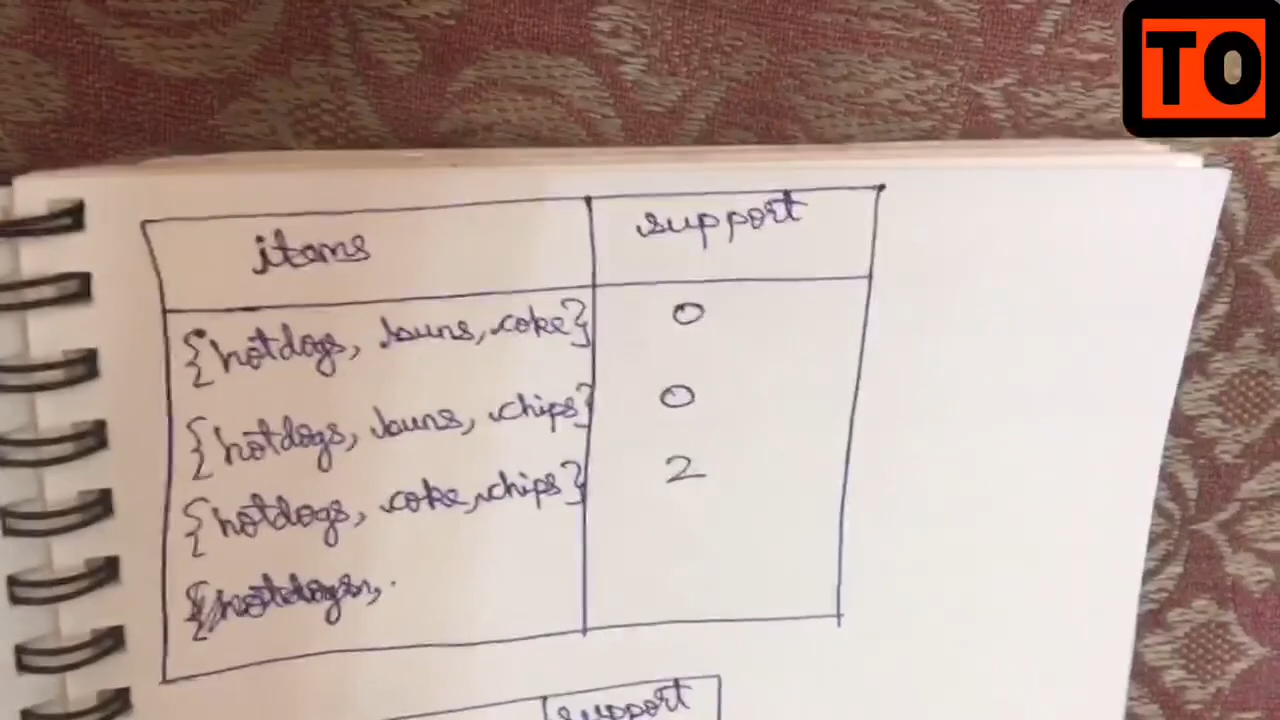 TO
items support
{hotdogs, buns, coke} 0
{hotdogs, buns, chips} 0
{hotdogs, coke, chips} 2
{hotdogs,
support